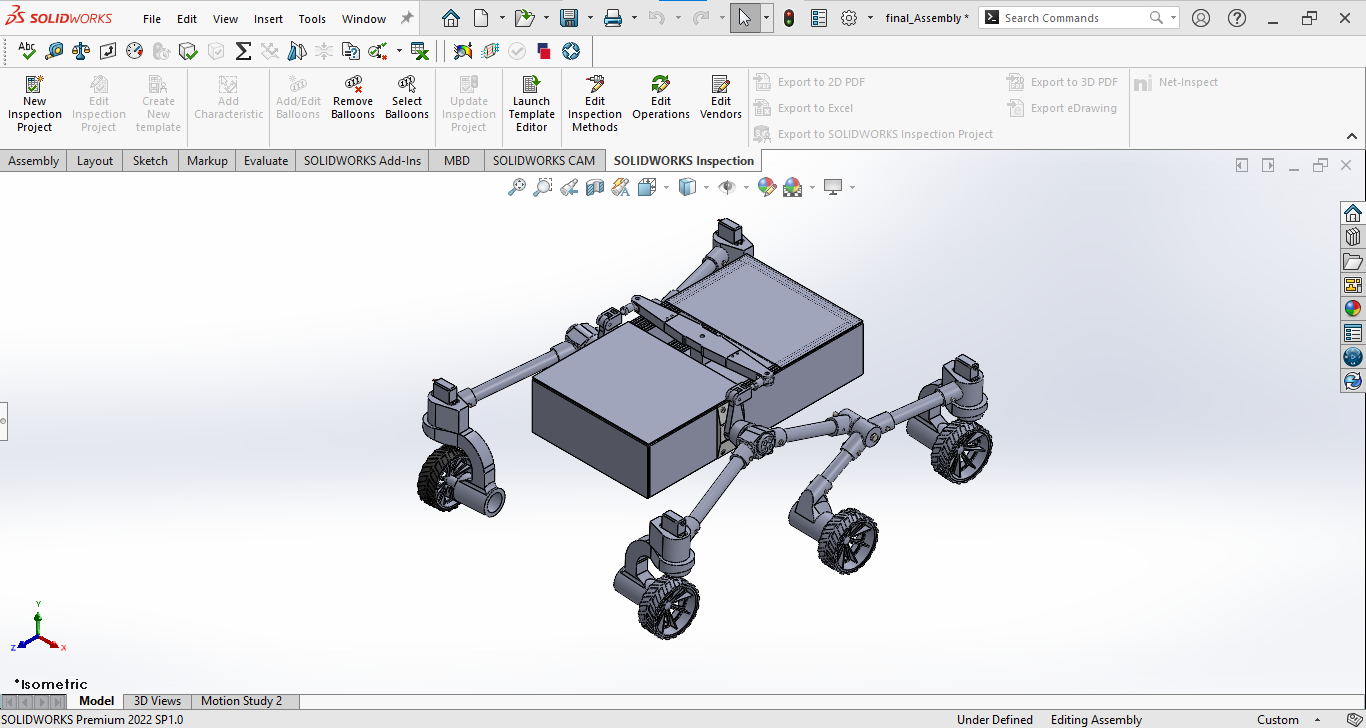 SOLIDWORKS File Edit View Insert Tools Window final_Assembly * Search Commands
Abc
New Inspection Project
Edit Inspection Project
Create New template
Add Characteristic
Add/Edit Balloons
Remove Balloons
Select Balloons
Update Inspection Project
Launch Template Editor
Edit Inspection Methods
Edit Operations
Edit Vendors
Export to 2D PDF
Export to Excel
Export to SOLIDWORKS Inspection Project
Export to 3D PDF
Export eDrawing
Net-Inspect
Assembly Layout Sketch Markup Evaluate SOLIDWORKS Add-Ins MBD SOLIDWORKS CAM SOLIDWORKS Inspection
Y
Z X
*Isometric
Model 3D Views Motion Study 2
SOLIDWORKS Premium 2022 SP1.0 Under Defined Editing Assembly Custom